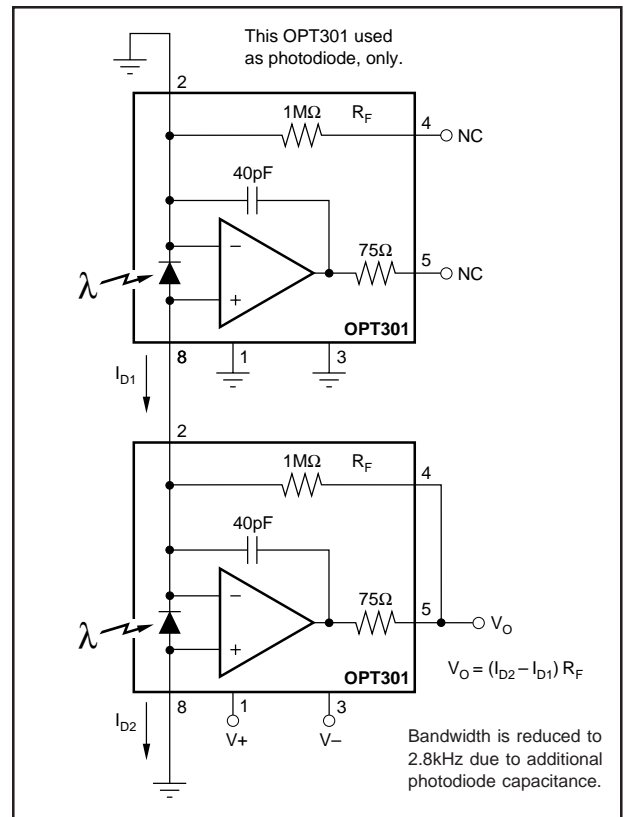 This OPT301 used
as photodiode, only.
2
1MΩ
R_F
4
NC
40pF
75Ω
5
NC
λ
−
+
OPT301
8
1
3
I_D1
2
1MΩ
R_F
4
40pF
75Ω
5
V_O
λ
−
+
OPT301
V_O = (I_D2 – I_D1) R_F
8
1
3
I_D2
V+
V–
Bandwidth is reduced to
2.8kHz due to additional
photodiode capacitance.